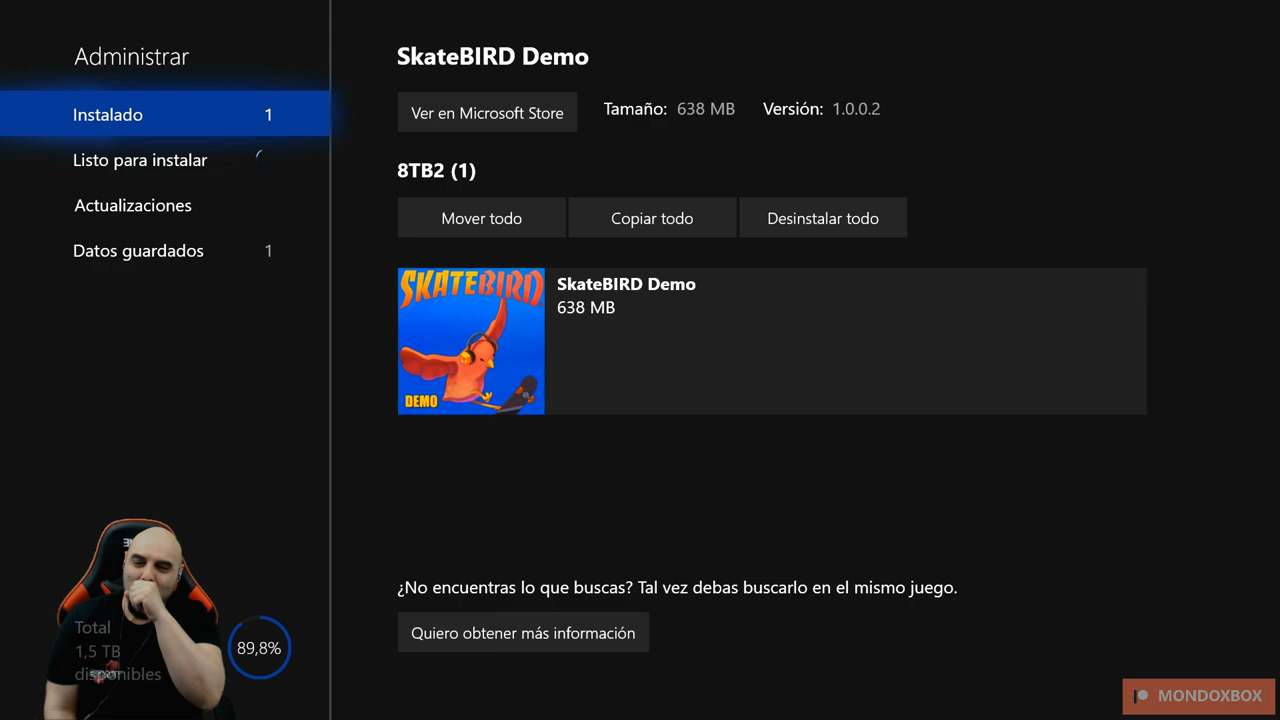 Administrar
Instalado 1
Listo para instalar
Actualizaciones
Datos guardados 1
Total
1,5 TB
disponibles
89,8%
SkateBIRD Demo
Ver en Microsoft Store Tamaño: 638 MB Versión: 1.0.0.2
8TB2 (1)
Mover todo Copiar todo Desinstalar todo
SKATEBIRD
DEMO
SkateBIRD Demo
638 MB
¿No encuentras lo que buscas? Tal vez debas buscarlo en el mismo juego.
Quiero obtener más información
MONDOXBOX